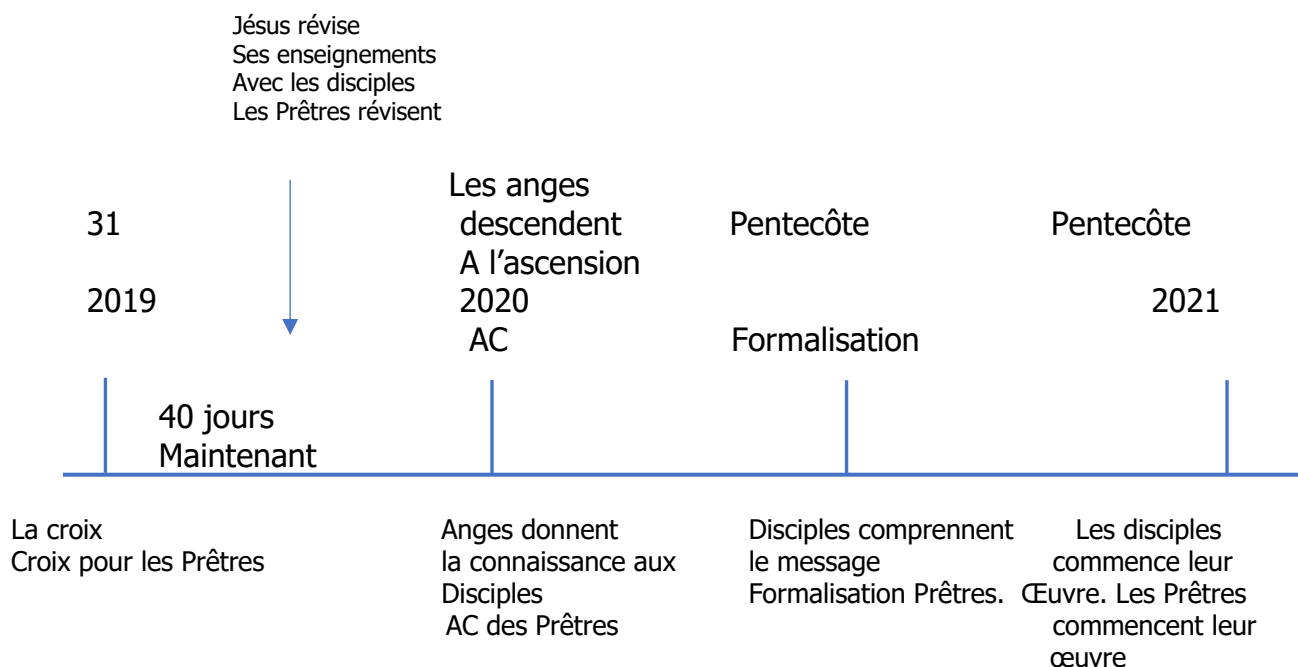 Jésus révise
Ses enseignements
Avec les disciples
Les Prêtres révisent
31
2019
40 jours
Maintenant
Les anges
descendent
A l’ascension
2020
AC
Pentecôte
Formalisation
Pentecôte
2021
La croix
Croix pour les Prêtres
Anges donnent
la connaissance aux
Disciples
AC des Prêtres
Disciples comprennent
le message
Formalisation Prêtres.
Les disciples
commence leur
Œuvre. Les Prêtres
commencent leur
œuvre